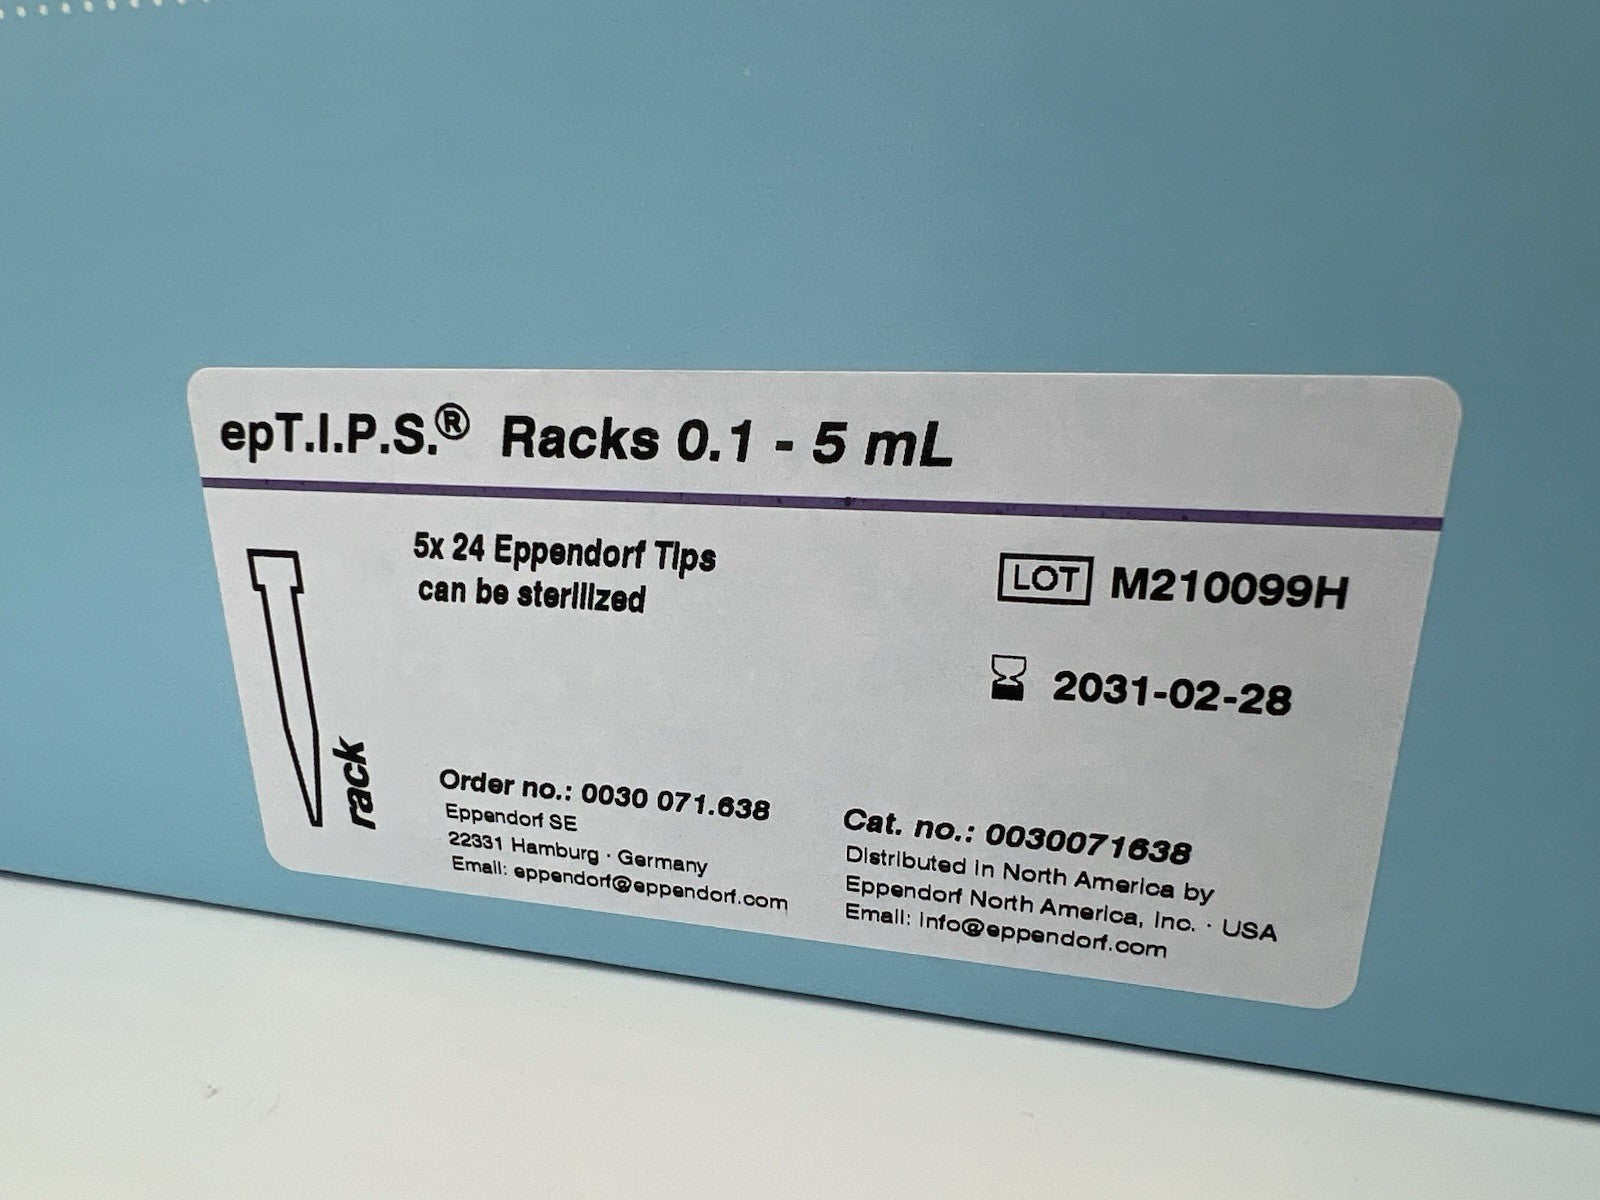 epT.I.P.S.® Racks 0.1 - 5 mL
5x 24 Eppendorf Tips
can be sterilized
LOT M210099H
2031-02-28
rack
Order no.: 0030 071.638
Eppendorf SE
22331 Hamburg · Germany
Email: eppendorf@eppendorf.com
Cat. no.: 0030071638
Distributed in North America by
Eppendorf North America, Inc. · USA
Email: info@eppendorf.com